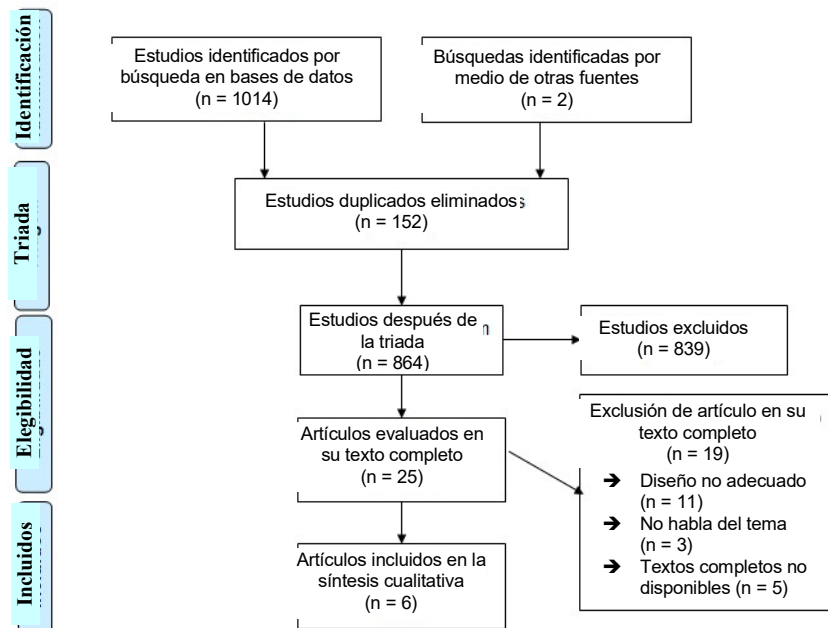 Identificación
Estudios identificados por
búsqueda en bases de datos
(n = 1014)
Búsquedas identificadas por
medio de otras fuentes
(n = 2)
Triada
Estudios duplicados eliminados
(n = 152)
Estudios después de
la triada
(n = 864)
Estudios excluidos
(n = 839)
Elegibilidad
Artículos evaluados en
su texto completo
(n = 25)
Exclusión de artículo en su
texto completo
(n = 19)
➔ Diseño no adecuado
(n = 11)
➔ No habla del tema
(n = 3)
➔ Textos completos no
disponibles (n = 5)
Incluidos
Artículos incluidos en la
síntesis cualitativa
(n = 6)